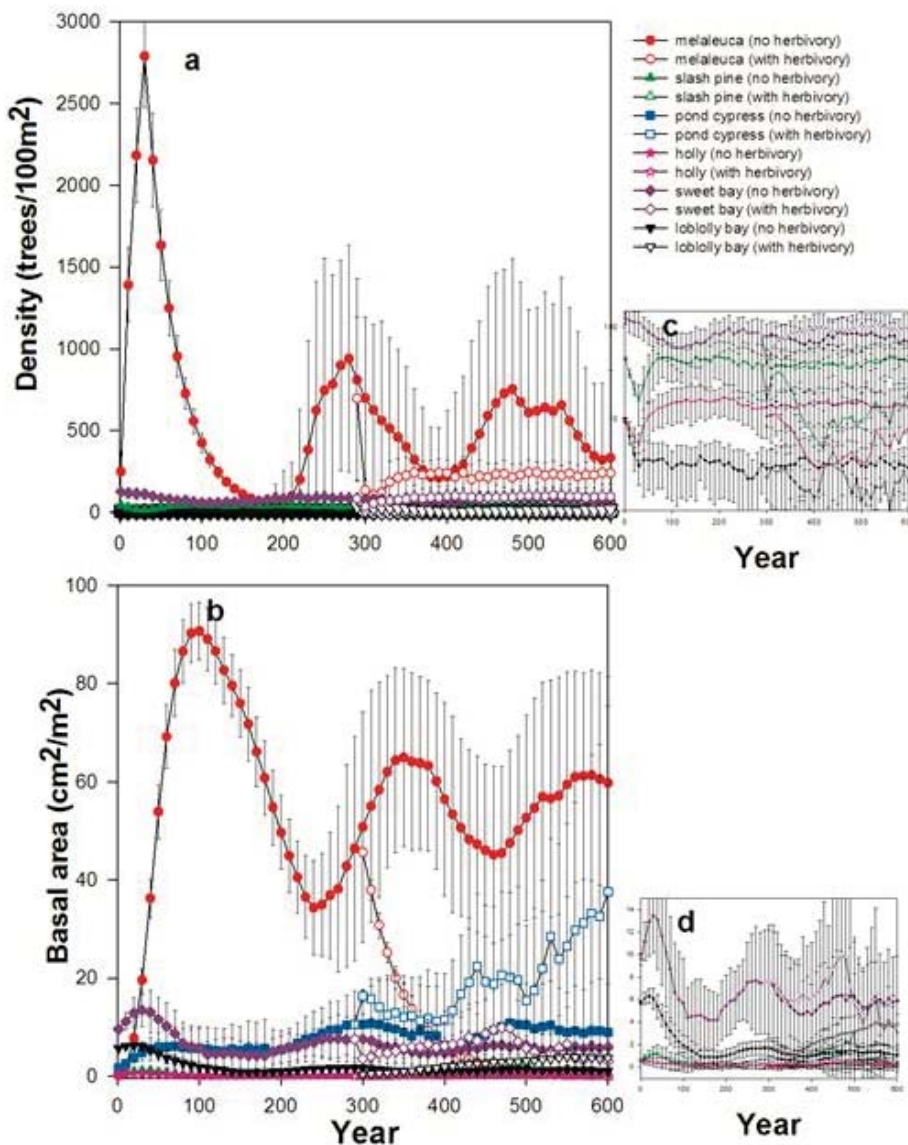 a
Density (trees/100m²)
3000
2500
2000
1500
1000
500
0
0 100 200 300 400 500 600
melaleuca (no herbivory)
melaleuca (with herbivory)
slash pine (no herbivory)
slash pine (with herbivory)
pond cypress (no herbivory)
pond cypress (with herbivory)
holly (no herbivory)
holly (with herbivory)
sweet bay (no herbivory)
sweet bay (with herbivory)
loblolly bay (no herbivory)
loblolly bay (with herbivory)
c
Year
b
Basal area (cm²/m²)
100
80
60
40
20
0
0 100 200 300 400 500 600
Year
d
Year